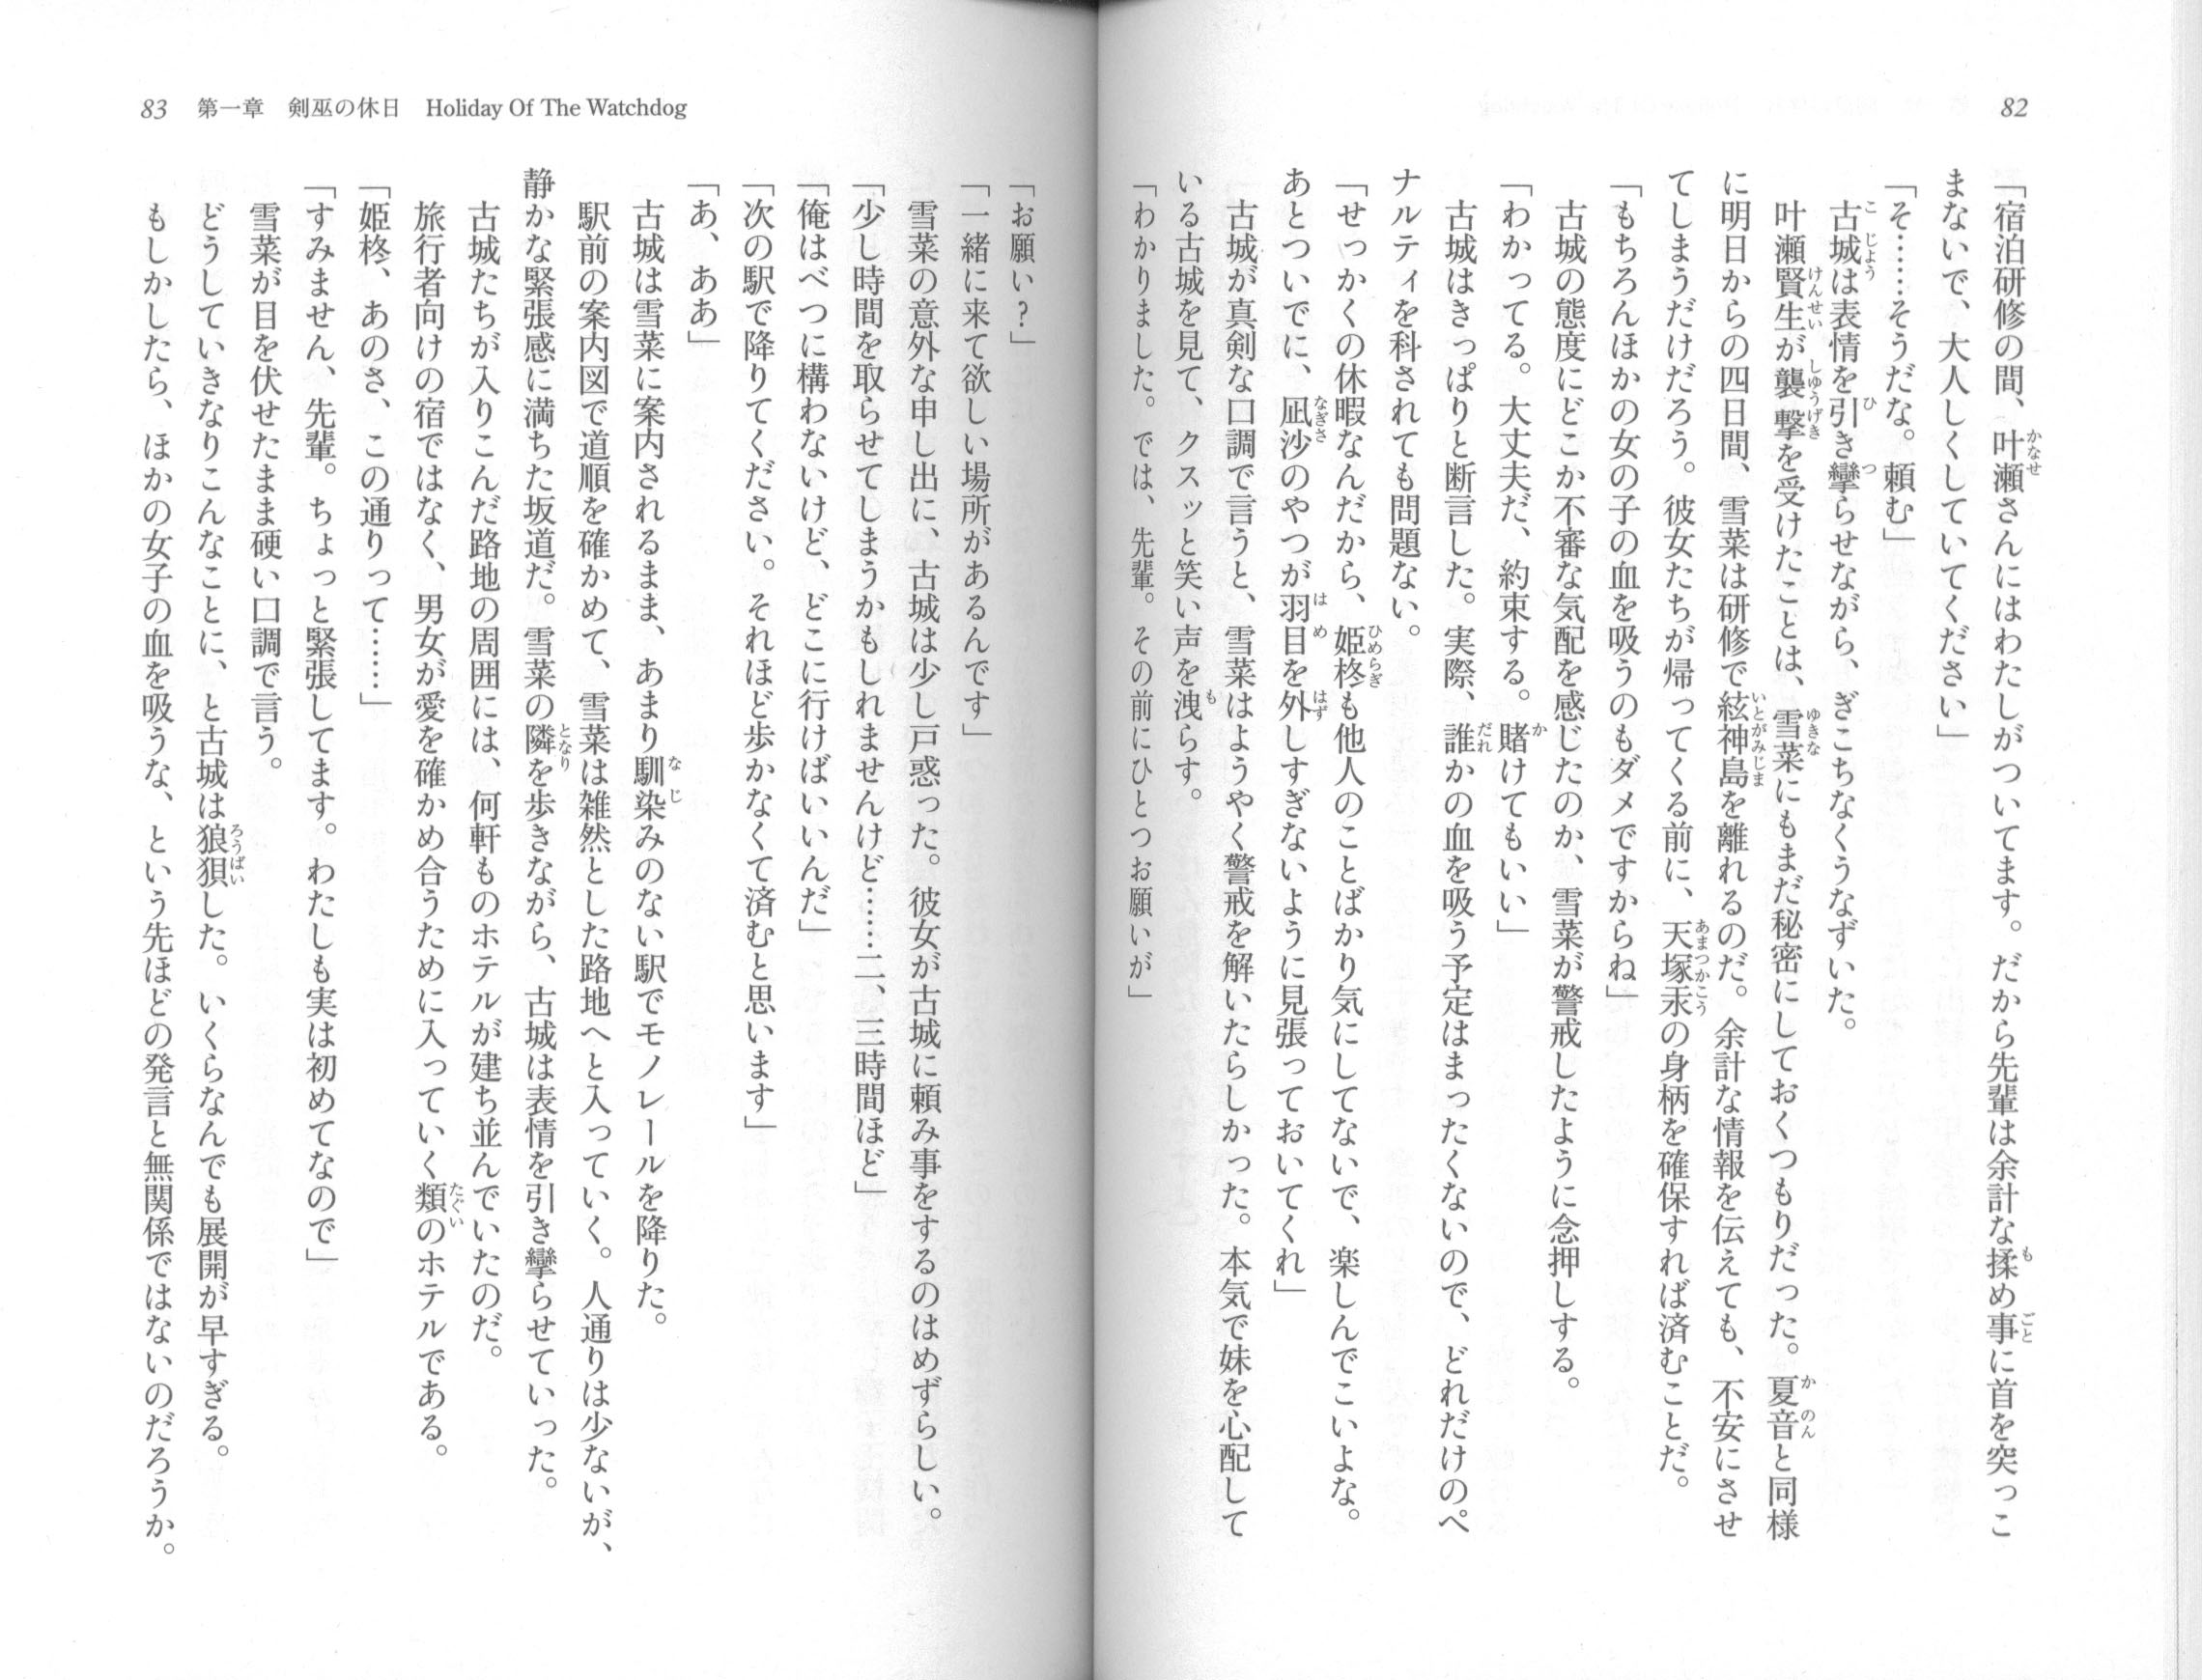 82
「宿泊研修の間、叶瀬さんにはわたしがついてます。だから先輩は余計な揉め事に首を突っこ
まないで、大人しくしていてください」
「そ……そうだな。頼む」
古城は表情を引き攣らせながら、ぎこちなくうなずいた。
叶瀬賢生が襲撃を受けたことは、雪菜にもまだ秘密にしておくつもりだった。夏音と同様
に明日からの四日間、雪菜は研修で絃神島を離れるのだ。余計な情報を伝えても、不安にさせ
てしまうだけだろう。彼女たちが帰ってくる前に、天塚汞の身柄を確保すれば済むことだ。
「もちろんほかの女の子の血を吸うのもダメですからね」
古城の態度にどこか不審な気配を感じたのか、雪菜が警戒したように念押しする。
「わかってる。大丈夫だ、約束する。賭けてもいい」
古城はきっぱりと断言した。実際、誰かの血を吸う予定はまったくないので、どれだけのペ
ナルティを科されても問題ない。
「せっかくの休暇なんだから、姫柊も他人のことばかり気にしてないで、楽しんでこいよな。
あとついでに、凪沙のやつが羽目を外しすぎないように見張っておいてくれ」
古城が真剣な口調で言うと、雪菜はようやく警戒を解いたらしかった。本気で妹を心配して
いる古城を見て、クスッと笑い声を洩らす。
「わかりました。では、先輩。その前にひとつお願いが」
83 第一章 剣巫の休日 Holiday Of The Watchdog
「お願い?」
「一緒に来て欲しい場所があるんです」
雪菜の意外な申し出に、古城は少し戸惑った。彼女が古城に頼み事をするのはめずらしい。
「少し時間を取らせてしまうかもしれませんけど……二、三時間ほど」
「俺はべつに構わないけど、どこに行けばいいんだ」
「次の駅で降りてください。それほど歩かなくて済むと思います」
「あ、ああ」
古城は雪菜に案内されるまま、あまり馴染みのない駅でモノレールを降りた。
駅前の案内図で道順を確かめて、雪菜は雑然とした路地へと入っていく。人通りは少ないが、
静かな緊張感に満ちた坂道だ。雪菜の隣を歩きながら、古城は表情を引き攣らせていった。
古城たちが入りこんだ路地の周囲には、何軒ものホテルが建ち並んでいたのだ。
旅行者向けの宿ではなく、男女が愛を確かめ合うために入っていく類のホテルである。
「姫柊、あのさ、この通りって……」
「すみません、先輩。ちょっと緊張してます。わたしも実は初めてなので」
雪菜が目を伏せたまま硬い口調で言う。
どうしていきなりこんなことに、と古城は狼狽した。いくらなんでも展開が早すぎる。
もしかしたら、ほかの女子の血を吸うな、という先ほどの発言と無関係ではないのだろうか。